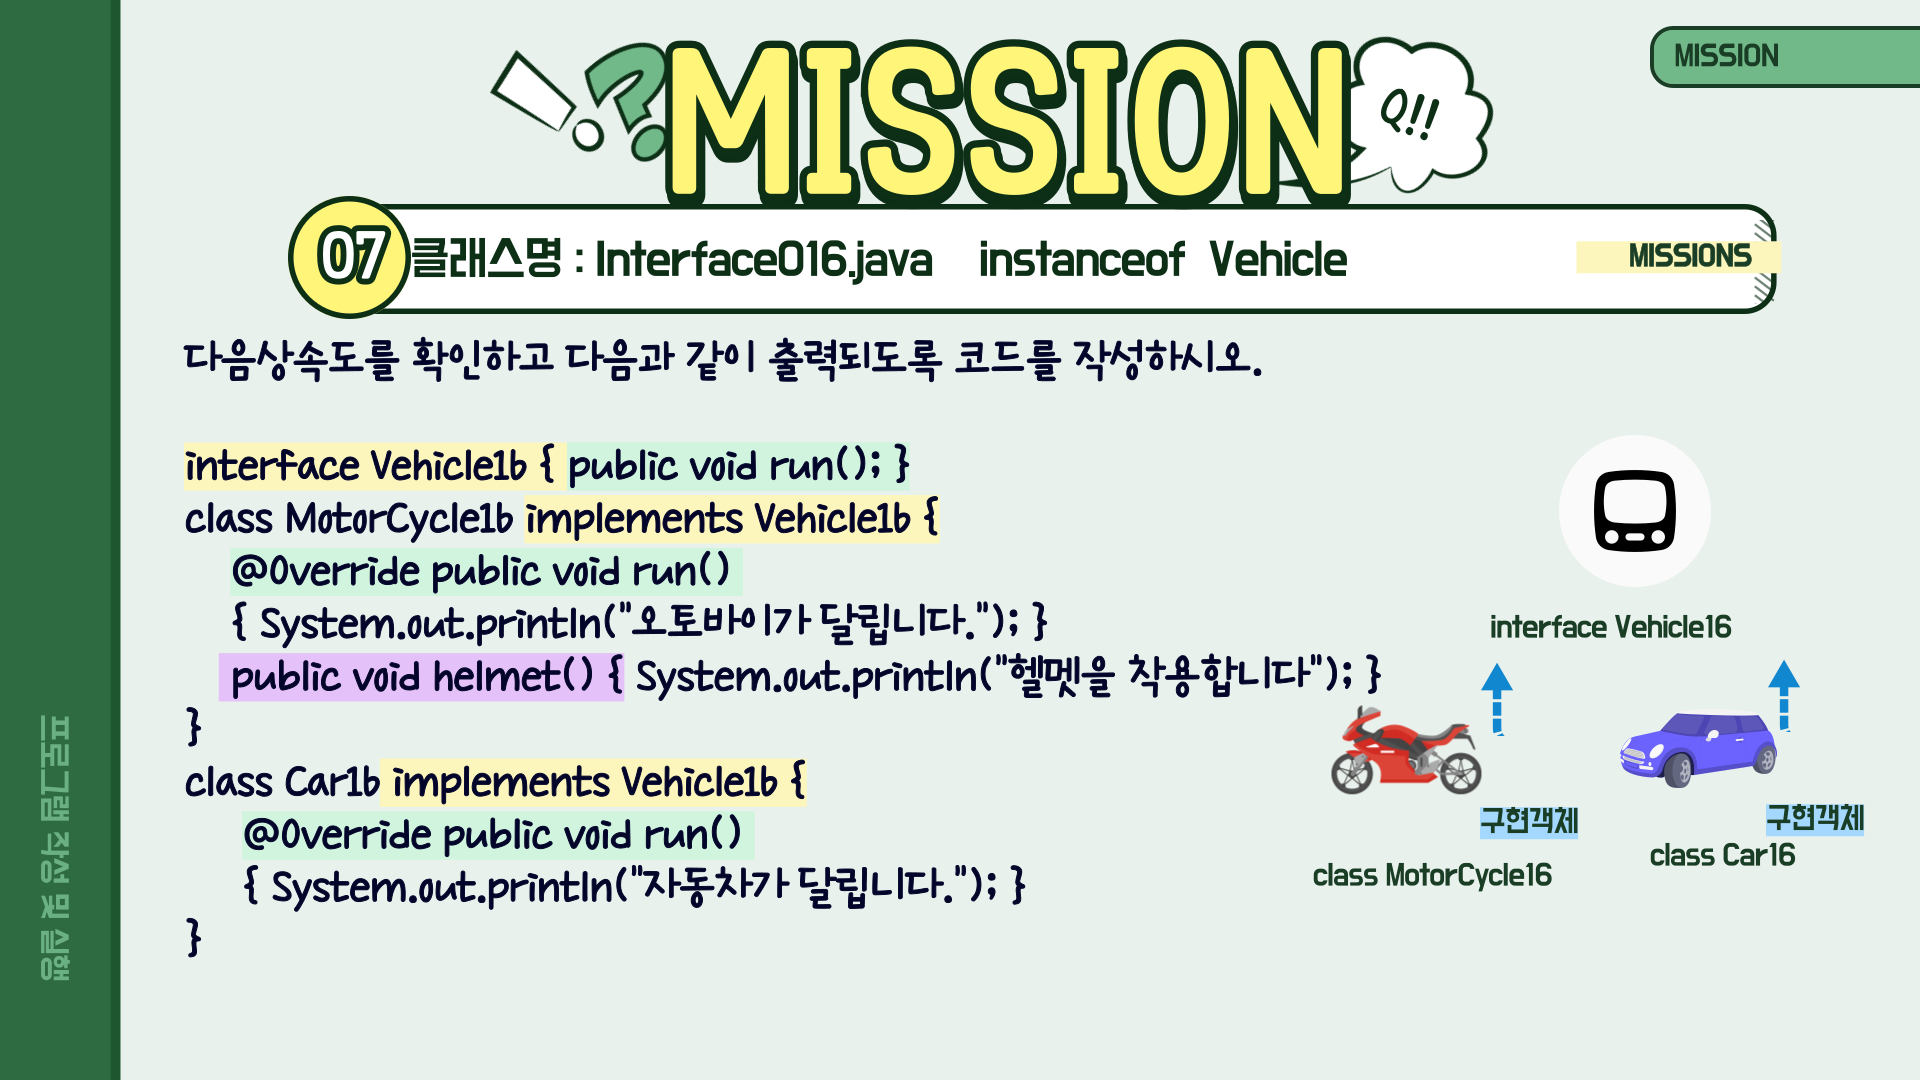 MISSION
MISSION
Q!!
07
클래스명 : Interface016.java instanceof Vehicle
MISSIONS
다음상속도를 확인하고 다음과 같이 출력되도록 코드를 작성하시오.
interface Vehicle1b { public void run(); }
class MotorCycle1b implements Vehicle1b {
@Override public void run()
{ System.out.println("오토바이가 달립니다."); }
public void helmet() { System.out.println("헬멧을 착용합니다"); }
}
class Car1b implements Vehicle1b {
@Override public void run()
{ System.out.println("자동차가 달립니다."); }
}
interface Vehicle16
구현객체
class MotorCycle16
구현객체
class Car16
프로그램 작성 및 실행